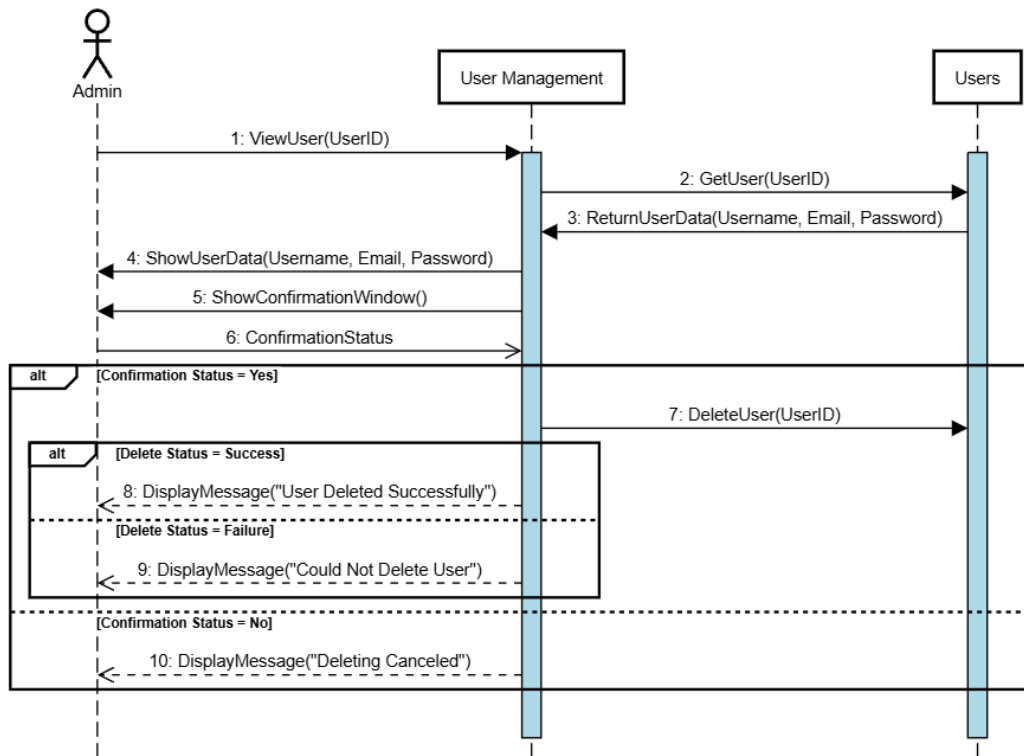 Admin
User Management
Users
1: ViewUser(UserID)
2: GetUser(UserID)
3: ReturnUserData(Username, Email, Password)
4: ShowUserData(Username, Email, Password)
5: ShowConfirmationWindow()
6: ConfirmationStatus
alt
[Confirmation Status = Yes]
7: DeleteUser(UserID)
alt
[Delete Status = Success]
8: DisplayMessage("User Deleted Successfully")
[Delete Status = Failure]
9: DisplayMessage("Could Not Delete User")
[Confirmation Status = No]
10: DisplayMessage("Deleting Canceled")